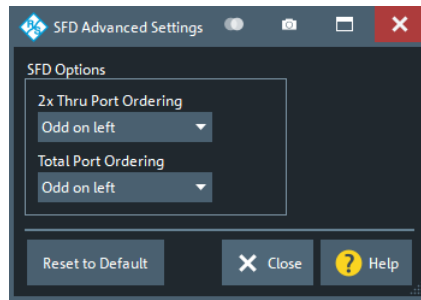 SFD Advanced Settings
SFD Options
2x Thru Port Ordering
Odd on left
Total Port Ordering
Odd on left
Reset to Default
Close
? Help